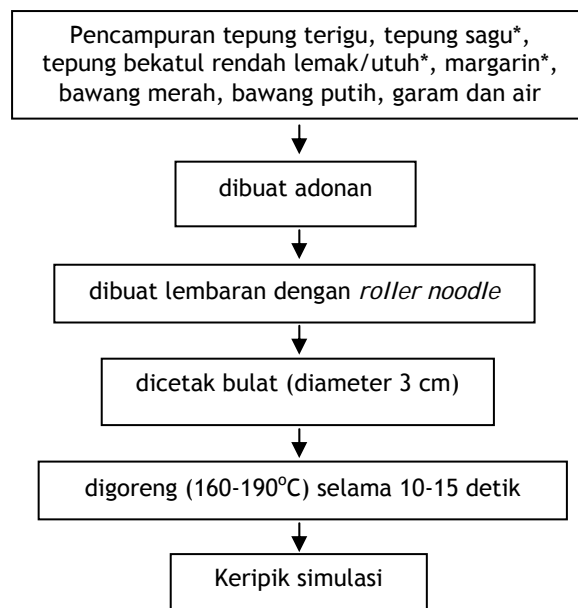 Pencampuran tepung terigu, tepung sagu*,
tepung bekatul rendah lemak/utuh*, margarin*,
bawang merah, bawang putih, garam dan air
dibuat adonan
dibuat lembaran dengan roller noodle
dicetak bulat (diameter 3 cm)
digoreng (160-190°C) selama 10-15 detik
Keripik simulasi